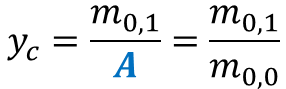 y_c = m_{0,1} / A = m_{0,1} / m_{0,0}